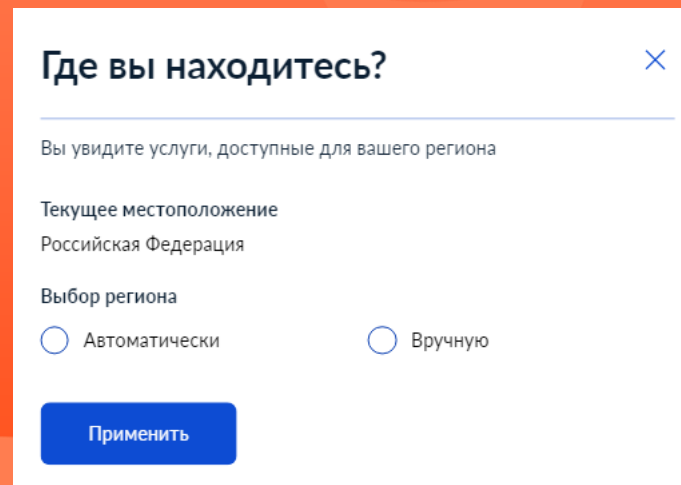 Где вы находитесь?
Вы увидите услуги, доступные для вашего региона
Текущее местоположение
Российская Федерация
Выбор региона
Автоматически
Вручную
Применить